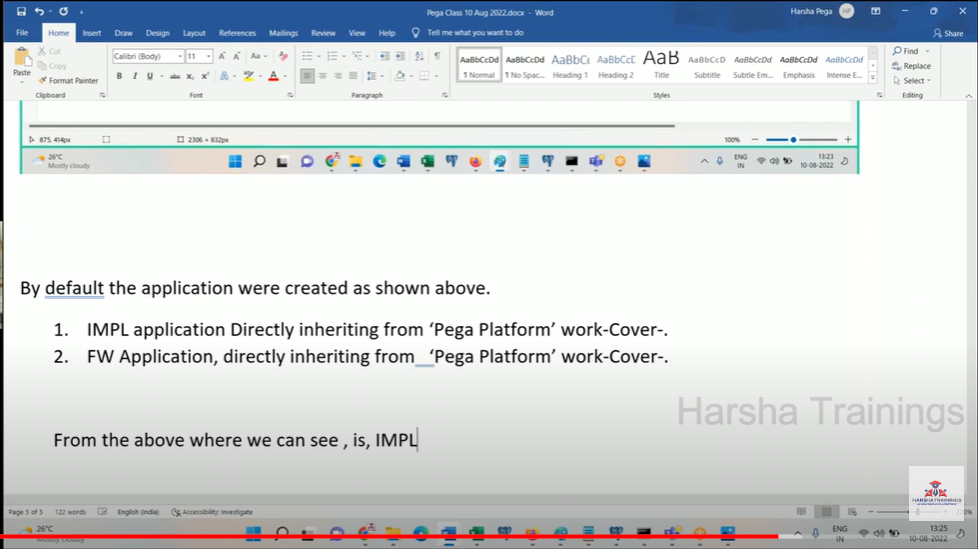 Pega Class 10 Aug 2022.docx - Word
Harsha Pega
HP
File Home Insert Draw Design Layout References Mailings Review View Help Tell me what you want to do
Share
Paste
Cut
Copy
Format Painter
Clipboard
Calibri (Body) 11
Font
Paragraph
AaBbCcDd AaBbCcDd AaBbCc AaBbCcC AaB AaBbCcD AaBbCcDd AaBbCcDd AaBbCcDd
¶ Normal ¶ No Spac... Heading 1 Heading 2 Title Subtitle Subtle Em... Emphasis Intense E...
Styles
Find
Replace
Select
Editing
875, 414px 2306 × 832px 100%
26°C
Mostly cloudy
ENG
IN
13:23
10-08-2022
By default the application were created as shown above.
1. IMPL application Directly inheriting from ‘Pega Platform’ work-Cover-.
2. FW Application, directly inheriting from ‘Pega Platform’ work-Cover-.
Harsha Trainings
From the above where we can see , is, IMPL
HARSHA TRAININGS
Page 5 of 5 122 words English (India) Accessibility: Investigate
26°C
Mostly cloudy
ENG
IN
13:25
10-08-2022